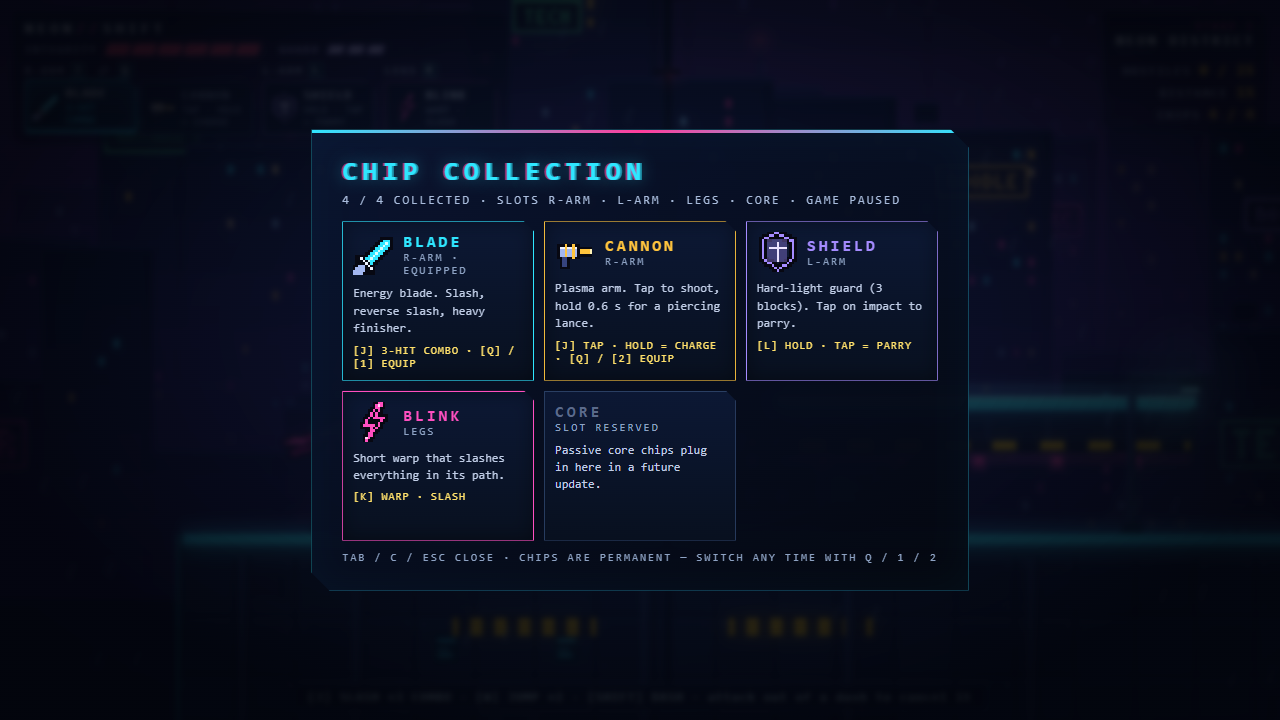 CHIP COLLECTION
4 / 4 COLLECTED · SLOTS R-ARM · L-ARM · LEGS · CORE · GAME PAUSED
BLADE
R-ARM ·
EQUIPPED
Energy blade. Slash,
reverse slash, heavy
finisher.
[J] 3-HIT COMBO · [Q] /
[1] EQUIP
CANNON
R-ARM
Plasma arm. Tap to shoot,
hold 0.6 s for a piercing
lance.
[J] TAP · HOLD = CHARGE
· [Q] / [2] EQUIP
SHIELD
L-ARM
Hard-light guard (3
blocks). Tap on impact to
parry.
[L] HOLD · TAP = PARRY
BLINK
LEGS
Short warp that slashes
everything in its path.
[K] WARP · SLASH
CORE
SLOT RESERVED
Passive core chips plug
in here in a future
update.
TAB / C / ESC CLOSE · CHIPS ARE PERMANENT — SWITCH ANY TIME WITH Q / 1 / 2
TECH